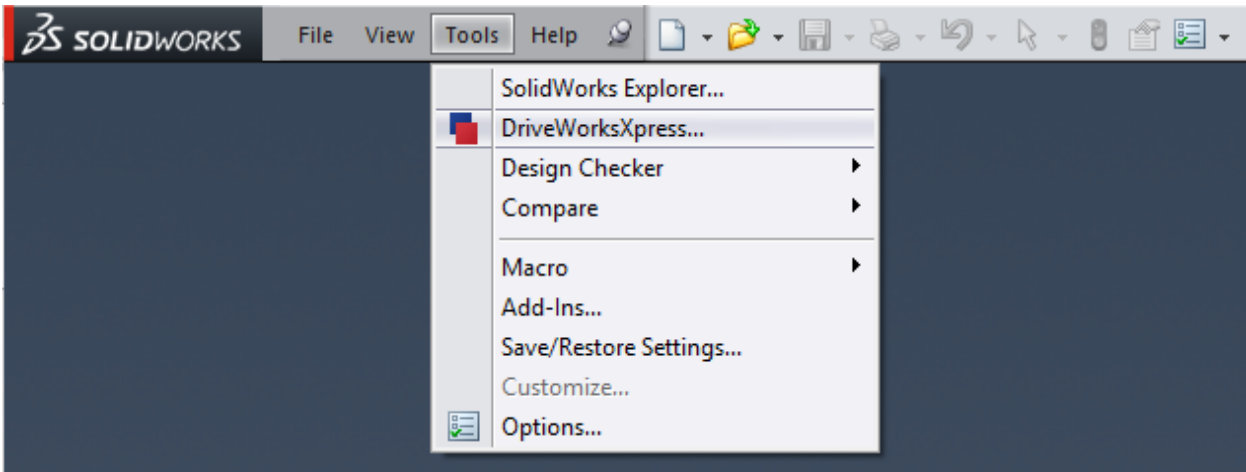 DS SOLIDWORKS File View Tools Help
SolidWorks Explorer...
DriveWorksXpress...
Design Checker
Compare
Macro
Add-Ins...
Save/Restore Settings...
Customize...
Options...